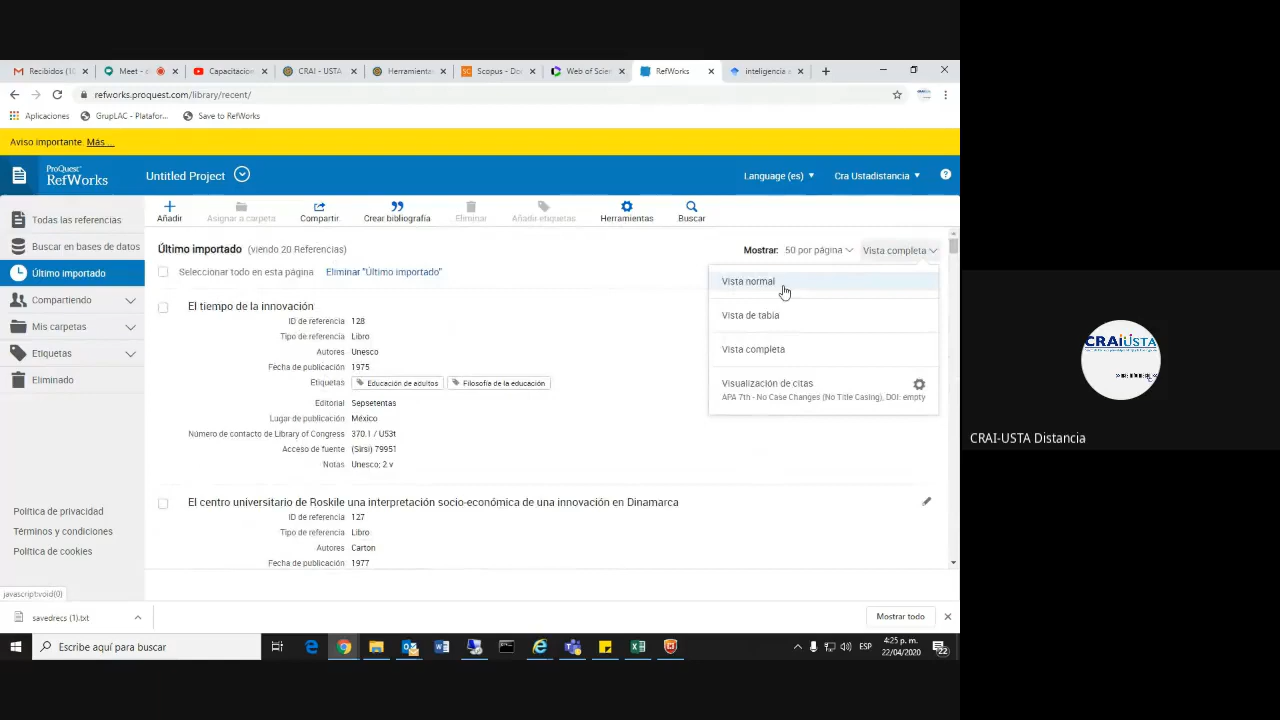 Recibidos (10
Meet - p
Capacitacion
CRAI - USTA
Herramienta
Scopus - Do
Web of Scien
RefWorks
inteligencia a
refworks.proquest.com/library/recent/
Aplicaciones
GrupLAC - Platafor...
Save to RefWorks
Aviso importante. Más ...
ProQuest
RefWorks
Untitled Project
Language (es)
Cra Ustadistancia
Añadir
Asignar a carpeta
Compartir
Crear bibliografía
Eliminar
Añadir etiquetas
Herramientas
Buscar
Todas las referencias
Buscar en bases de datos
Último importado
Compartiendo
Mis carpetas
Etiquetas
Eliminado
Política de privacidad
Términos y condiciones
Política de cookies
Último importado (viendo 20 Referencias)
Mostrar: 50 por página Vista completa
Seleccionar todo en esta página Eliminar "Último importado"
Vista normal
Vista de tabla
Vista completa
Visualización de citas
APA 7th - No Case Changes (No Title Casing), DOI: empty
El tiempo de la innovación
ID de referencia 128
Tipo de referencia Libro
Autores Unesco
Fecha de publicación 1975
Etiquetas Educación de adultos Filosofía de la educación
Editorial Sepsetentas
Lugar de publicación México
Número de contacto de Library of Congress 370.1 / U53t
Acceso de fuente (Sirsi) 79951
Notas Unesco; 2 v
El centro universitario de Roskile una interpretación socio-económica de una innovación en Dinamarca
ID de referencia 127
Tipo de referencia Libro
Autores Carton
Fecha de publicación 1977
javascript:void(0)
savedrecs (1).txt
Mostrar todo
Escribe aquí para buscar
ESP
4:25 p. m.
22/04/2020
22
CRAIUSTA
CRAI-USTA Distancia